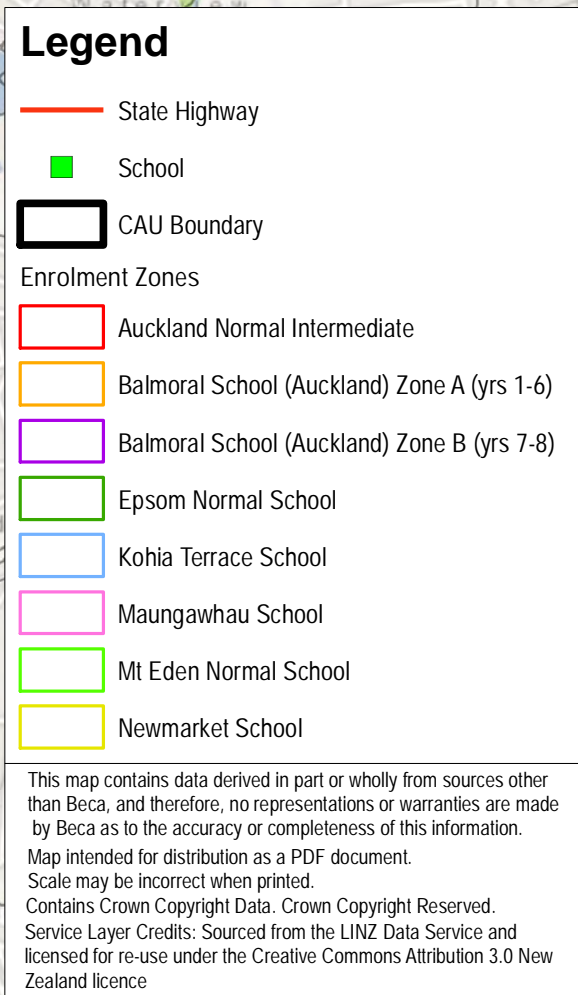 Legend
State Highway
School
CAU Boundary
Enrolment Zones
Auckland Normal Intermediate
Balmoral School (Auckland) Zone A (yrs 1-6)
Balmoral School (Auckland) Zone B (yrs 7-8)
Epsom Normal School
Kohia Terrace School
Maungawhau School
Mt Eden Normal School
Newmarket School
This map contains data derived in part or wholly from sources other
than Beca, and therefore, no representations or warranties are made
by Beca as to the accuracy or completeness of this information.
Map intended for distribution as a PDF document.
Scale may be incorrect when printed.
Contains Crown Copyright Data. Crown Copyright Reserved.
Service Layer Credits: Sourced from the LINZ Data Service and
licensed for re-use under the Creative Commons Attribution 3.0 New
Zealand licence